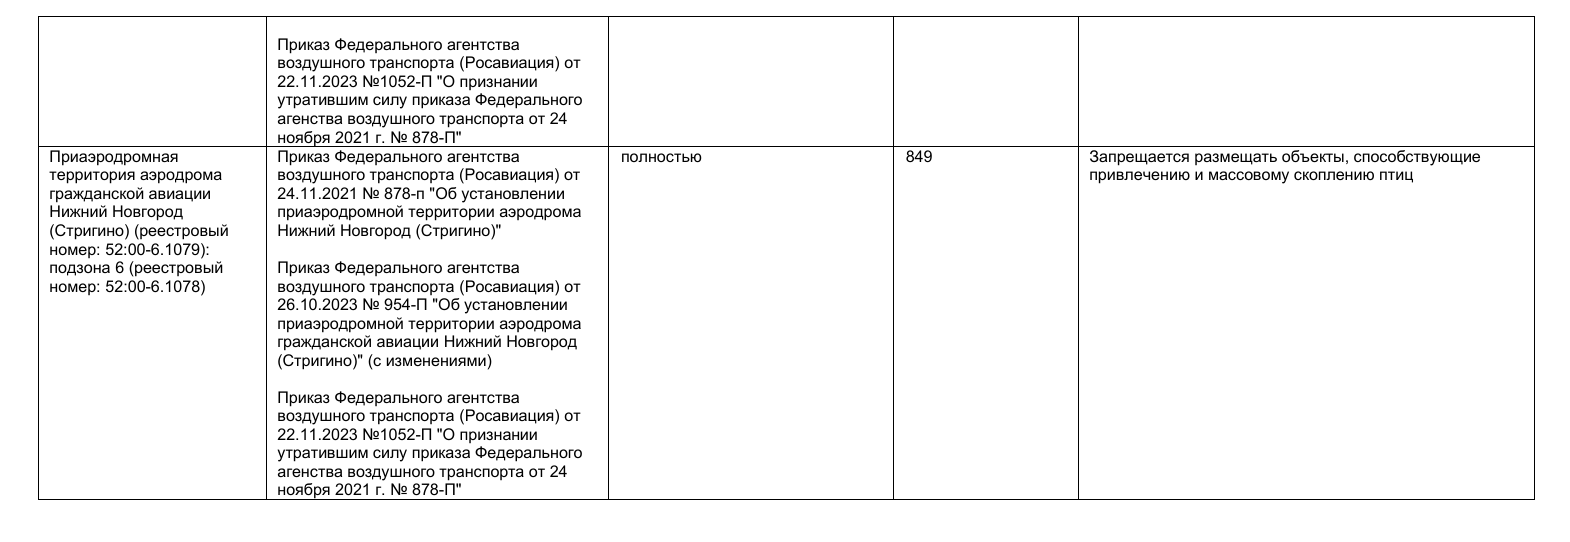 Приказ Федерального агентства
воздушного транспорта (Росавиация) от
22.11.2023 №1052-П "О признании
утратившим силу приказа Федерального
агенства воздушного транспорта от 24
ноября 2021 г. № 878-П"
Приаэродромная
территория аэродрома
гражданской авиации
Нижний Новгород
(Стригино) (реестровый
номер: 52:00-6.1079):
подзона 6 (реестровый
номер: 52:00-6.1078)
Приказ Федерального агентства
воздушного транспорта (Росавиация) от
24.11.2021 № 878-п "Об установлении
приаэродромной территории аэродрома
Нижний Новгород (Стригино)"
Приказ Федерального агентства
воздушного транспорта (Росавиация) от
26.10.2023 № 954-П "Об установлении
приаэродромной территории аэродрома
гражданской авиации Нижний Новгород
(Стригино)" (с изменениями)
Приказ Федерального агентства
воздушного транспорта (Росавиация) от
22.11.2023 №1052-П "О признании
утратившим силу приказа Федерального
агенства воздушного транспорта от 24
ноября 2021 г. № 878-П"
полностью
849
Запрещается размещать объекты, способствующие
привлечению и массовому скоплению птиц